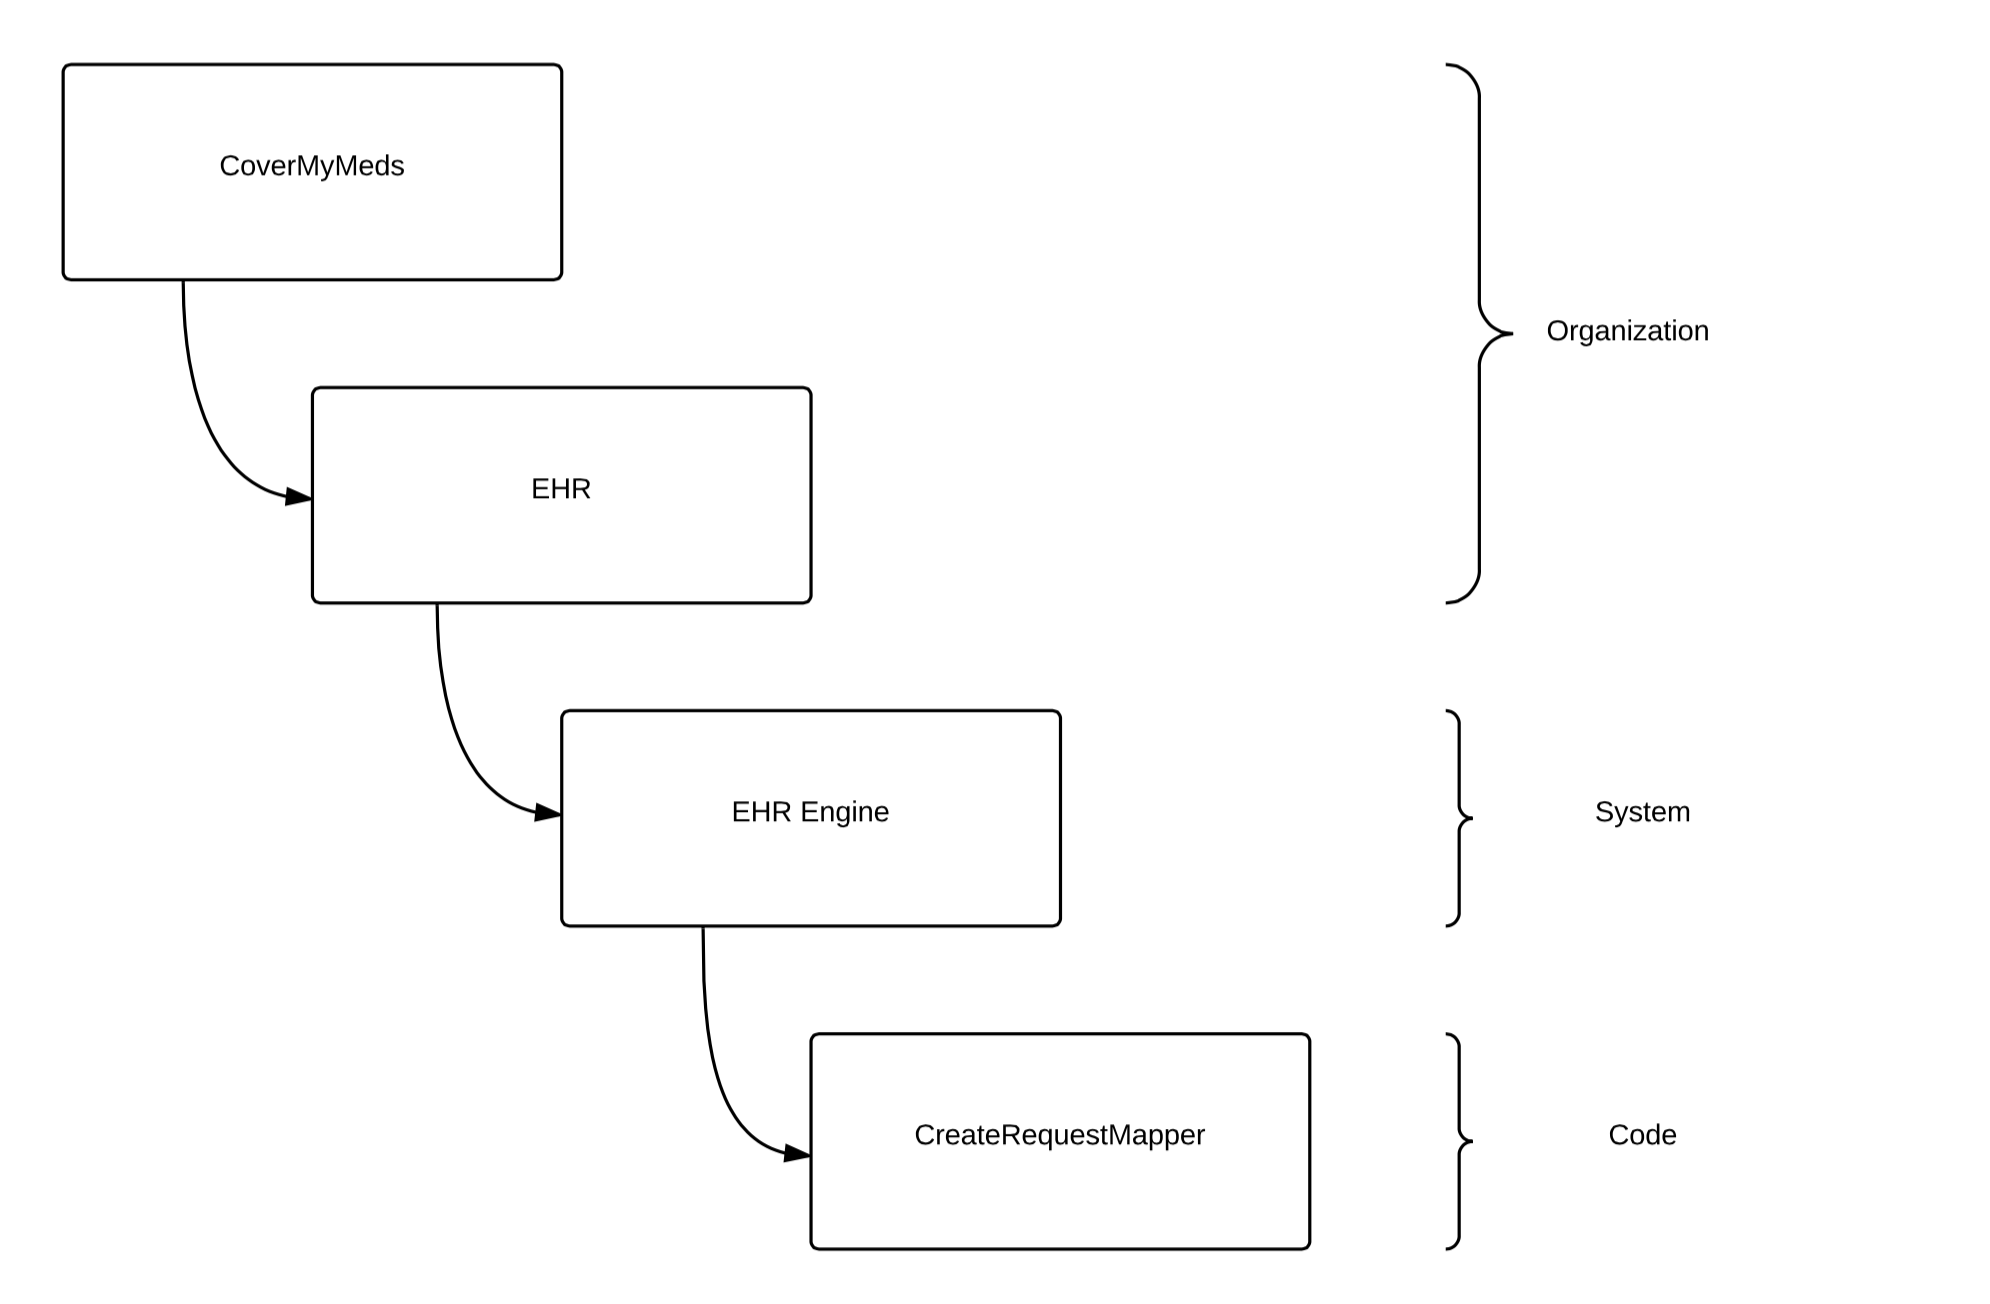 CoverMyMeds
Organization
EHR
EHR Engine
System
CreateRequestMapper
Code